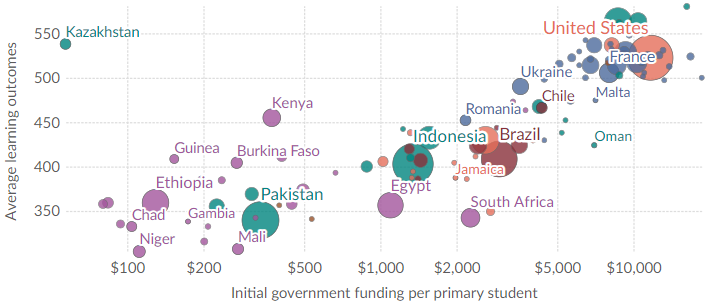 Average learning outcomes
550
500
450
400
350
Kazakhstan
United States
France
Ukraine
Malta
Chile
Kenya
Romania
Indonesia
Brazil
Oman
Guinea
Burkina Faso
Jamaica
Ethiopia
Pakistan
Egypt
South Africa
Chad
Gambia
Niger
Mali
$100
$200
$500
$1,000
$2,000
$5,000
$10,000
Initial government funding per primary student